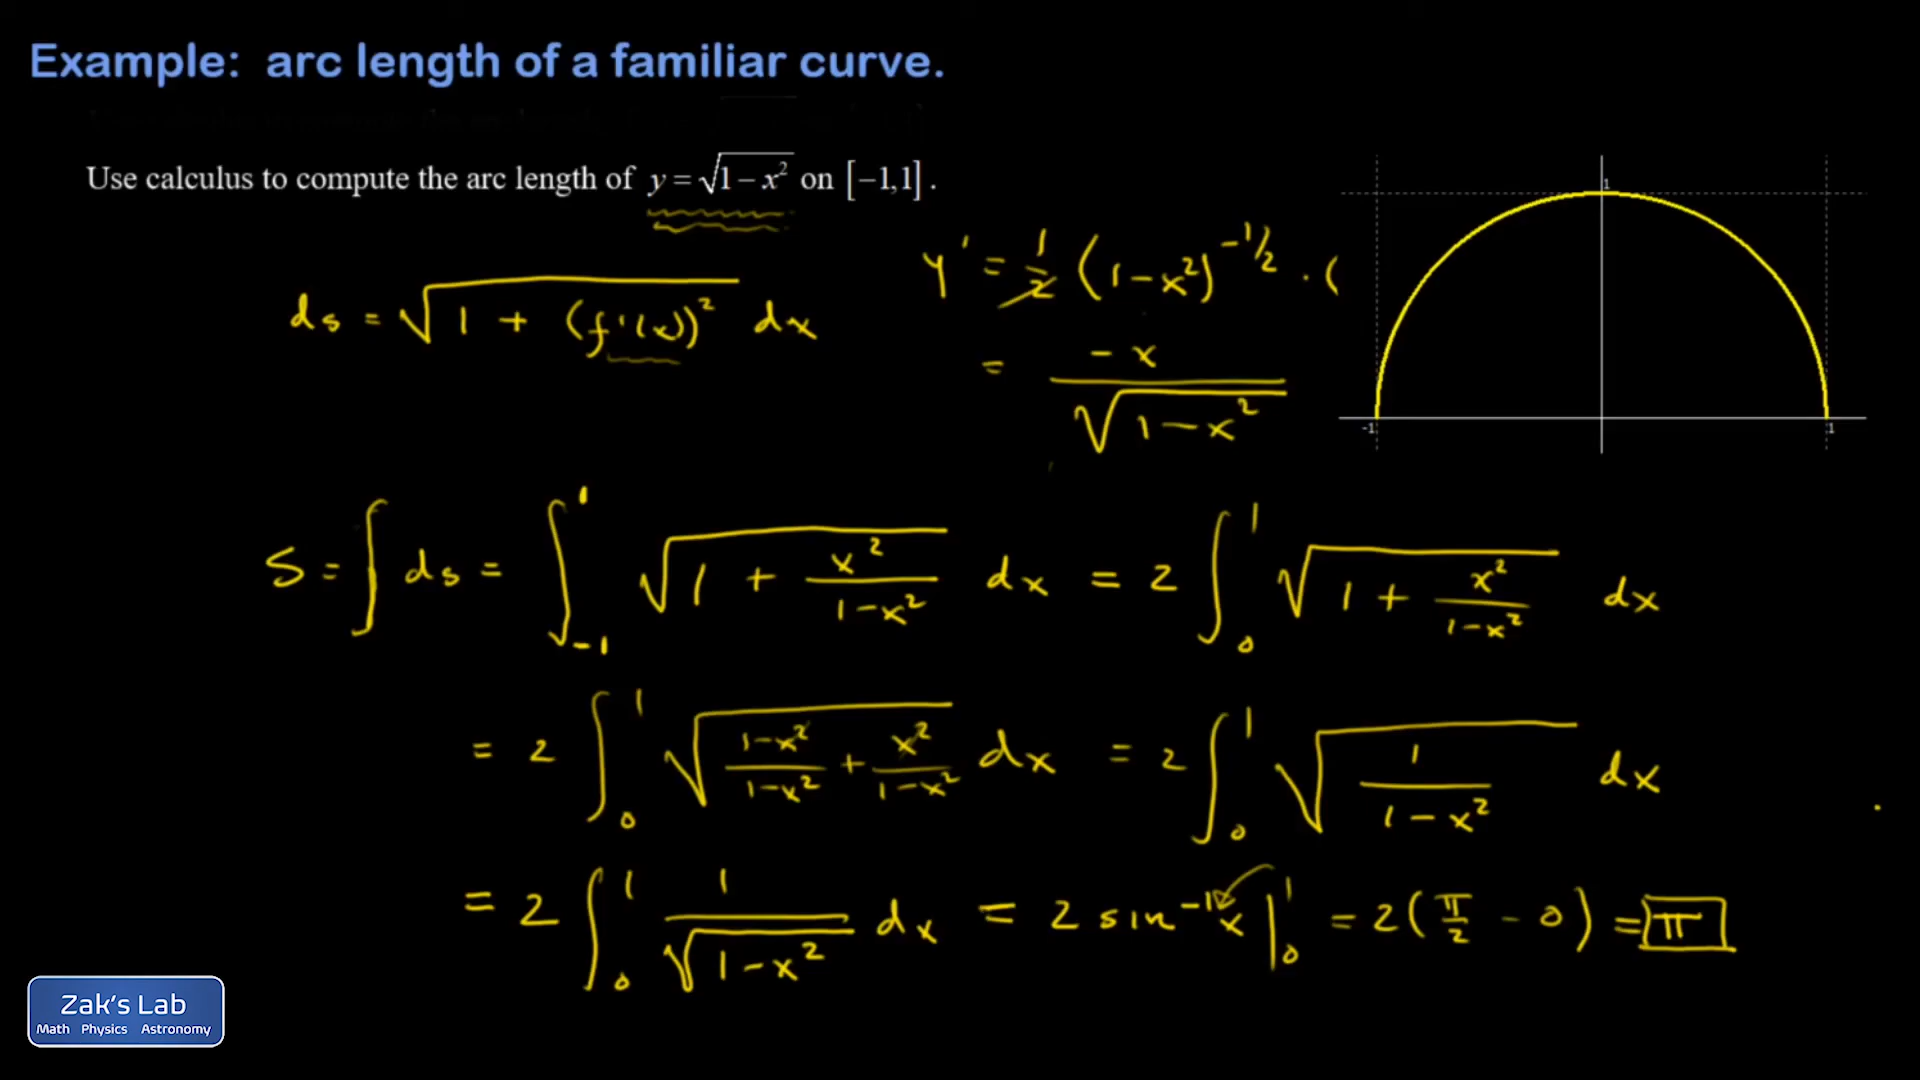 Example: arc length of a familiar curve.
Use calculus to compute the arc length of y = √(1 − x²) on [−1,1].
ds = √(1 + (f'(x))²) dx
y' = 1/2 (1−x²)^(−1/2) · (
= −x / √(1−x²)
1
-1 1
S = ∫ ds = ∫₋₁¹ √(1 + x²/(1−x²)) dx = 2 ∫₀¹ √(1 + x²/(1−x²)) dx
= 2 ∫₀¹ √((1−x²)/(1−x²) + x²/(1−x²)) dx = 2 ∫₀¹ √(1/(1−x²)) dx
= 2 ∫₀¹ 1/√(1−x²) dx = 2 sin⁻¹x |₀¹ = 2(π/2 − 0) = π
Zak's Lab
Math Physics Astronomy